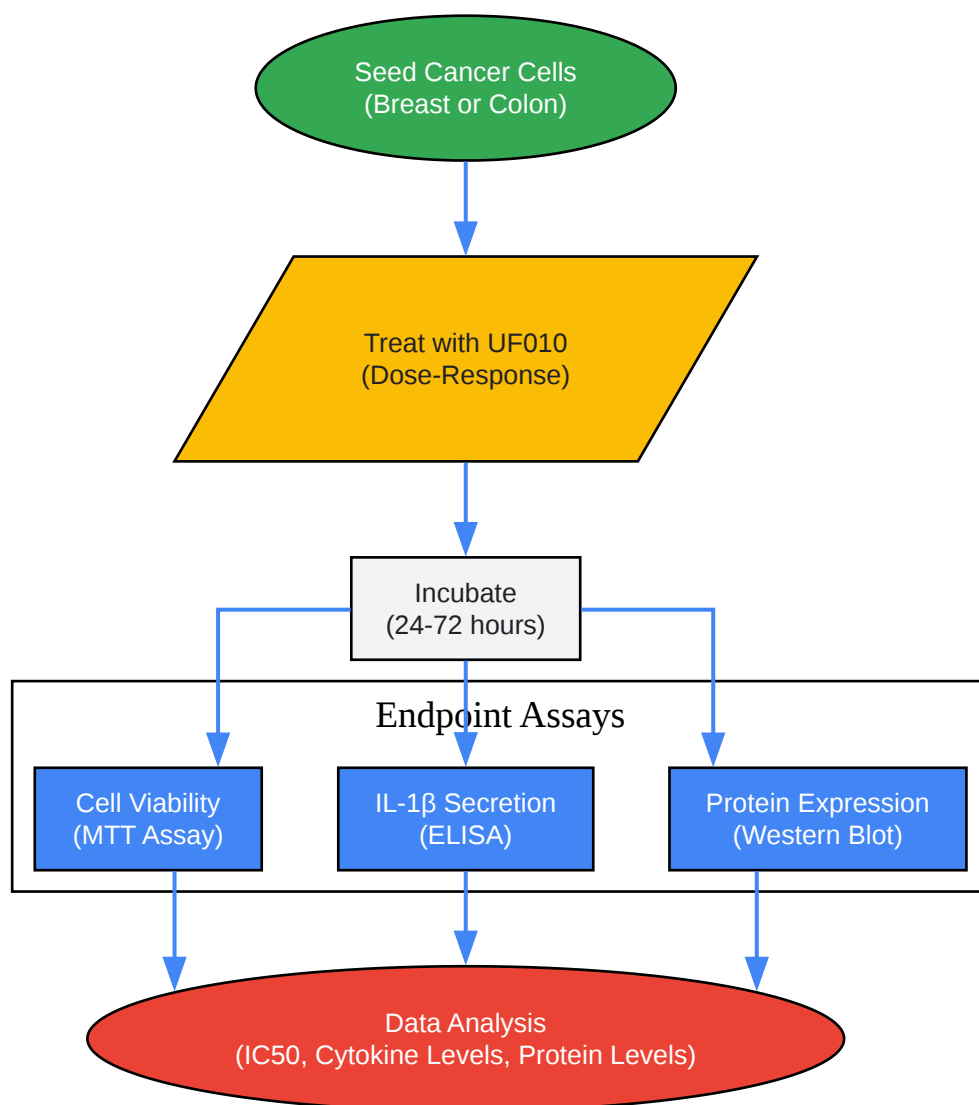 Seed Cancer Cells
(Breast or Colon)
Treat with UF010
(Dose-Response)
Incubate
(24-72 hours)
Endpoint Assays
Cell Viability
(MTT Assay)
IL-1β Secretion
(ELISA)
Protein Expression
(Western Blot)
Data Analysis
(IC50, Cytokine Levels, Protein Levels)